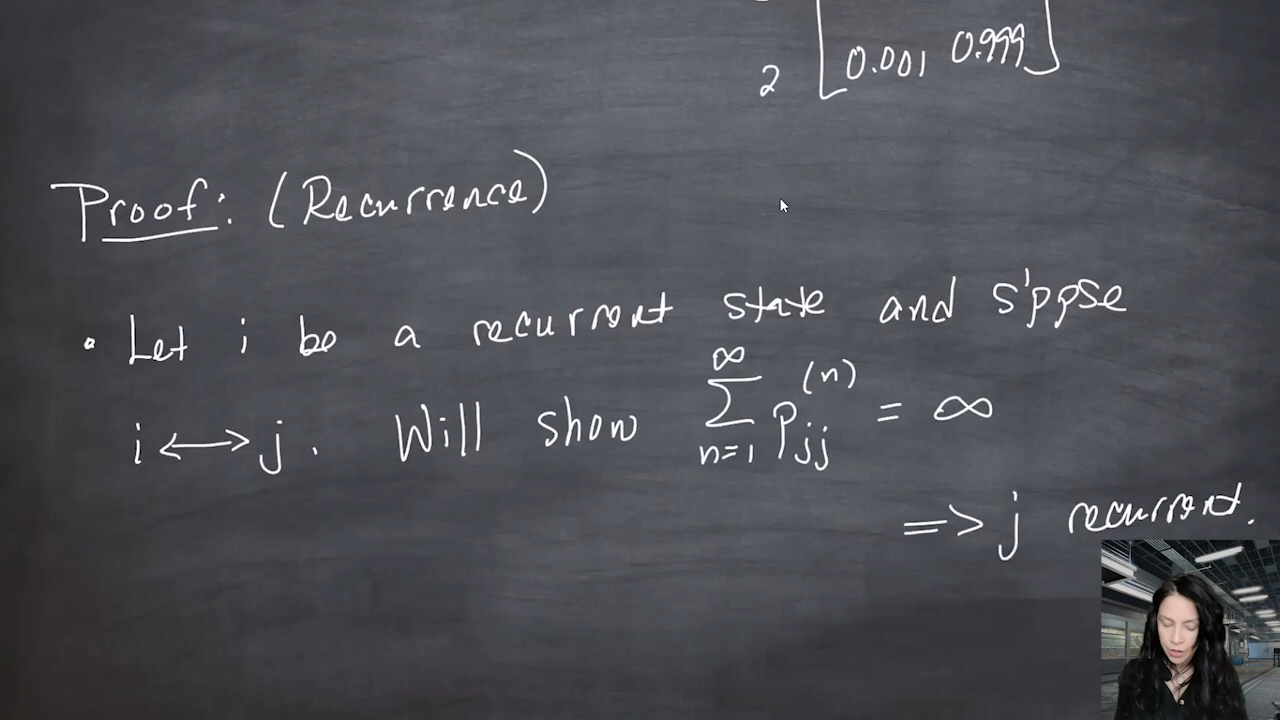 2 [0.001 0.999]
Proof: (Recurrence)
• Let i be a recurrent state and s'ppse
i ⟷ j. Will show ∑_{n=1}^{∞} P_{jj}^{(n)} = ∞
=> j recurrent.